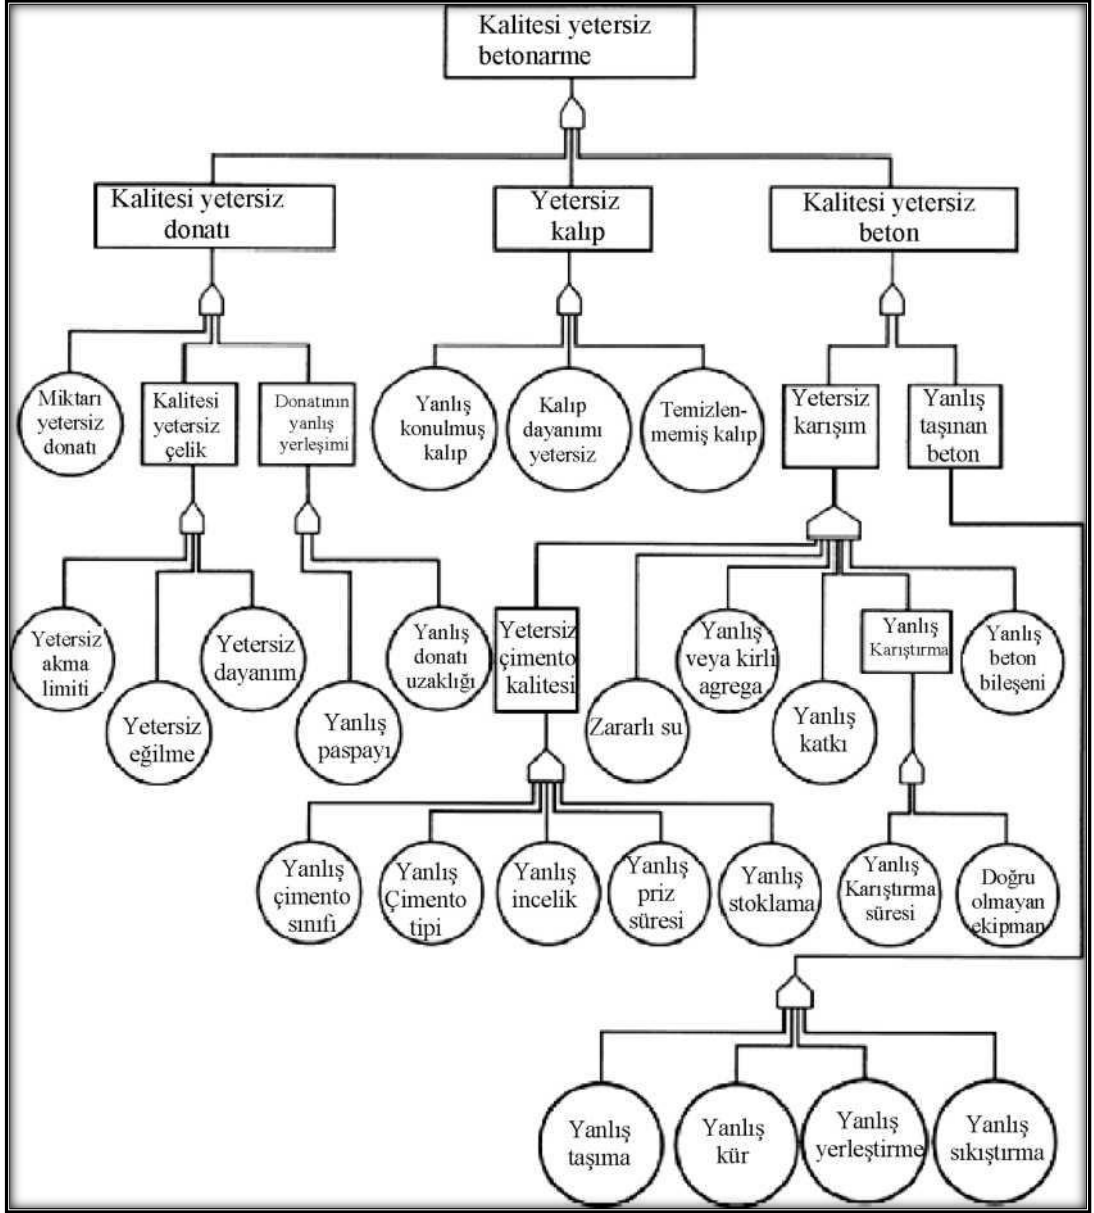 Kalitesi yetersiz
betonarme
Kalitesi yetersiz
donatı
Yetersiz
kalıp
Kalitesi yetersiz
beton
Miktarı
yetersiz
donatı
Kalitesi
yetersiz
çelik
Donatının
yanlış
yerleşimi
Yanlış
konulmuş
kalıp
Kalıp
dayanımı
yetersiz
Temizlen-
memiş kalıp
Yetersiz
karışım
Yanlış
taşınan
beton
Yetersiz
akma
limiti
Yetersiz
eğilme
Yetersiz
dayanım
Yanlış
paspayı
Yanlış
donatı
uzaklığı
Yetersiz
çimento
kalitesi
Zararlı su
Yanlış
veya kirli
agrega
Yanlış
katkı
Yanlış
Karıştırma
Yanlış
beton
bileşeni
Yanlış
çimento
sınıfı
Yanlış
Çimento
tipi
Yanlış
incelik
Yanlış
priz
süresi
Yanlış
stoklama
Yanlış
Karıştırma
süresi
Doğru
olmayan
ekipman
Yanlış
taşıma
Yanlış
kür
Yanlış
yerleştirme
Yanlış
sıkıştırma